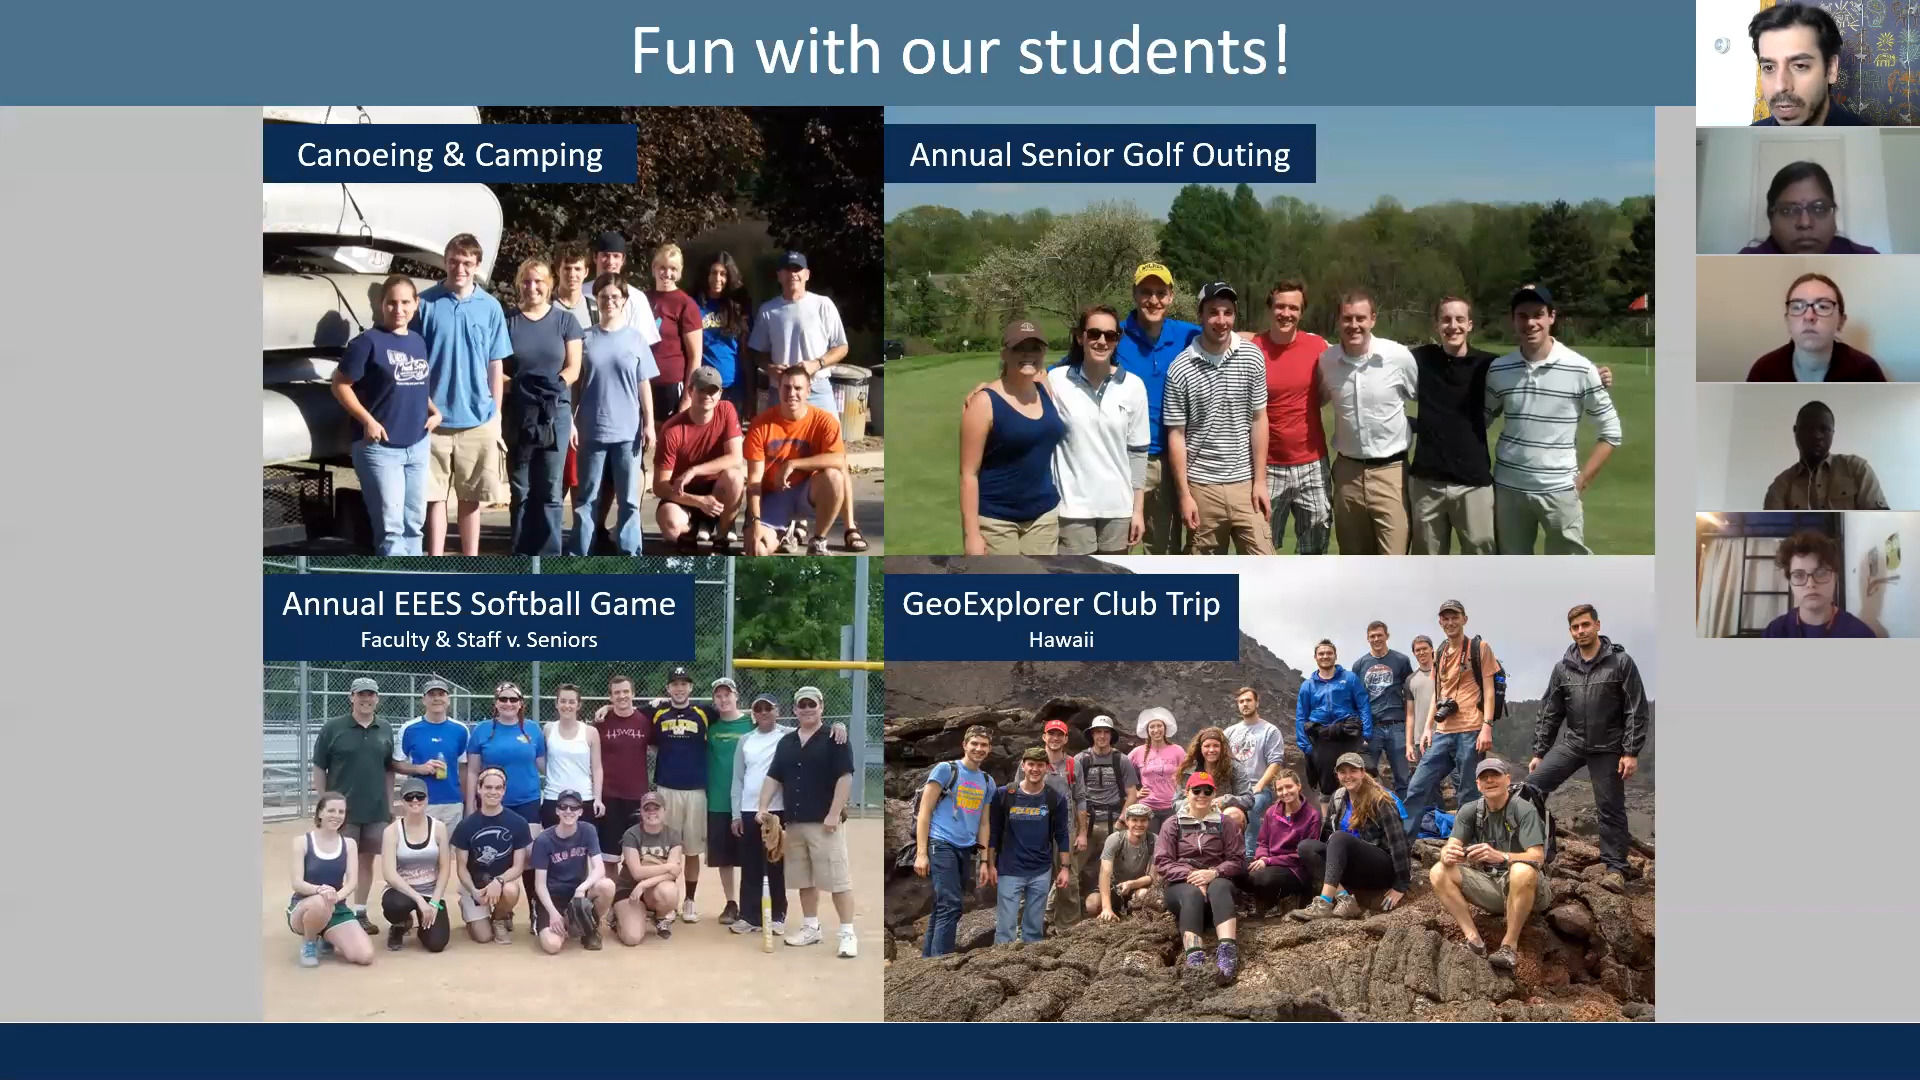 Fun with our students!
Canoeing & Camping
Annual Senior Golf Outing
Annual EEES Softball Game
Faculty & Staff v. Seniors
GeoExplorer Club Trip
Hawaii